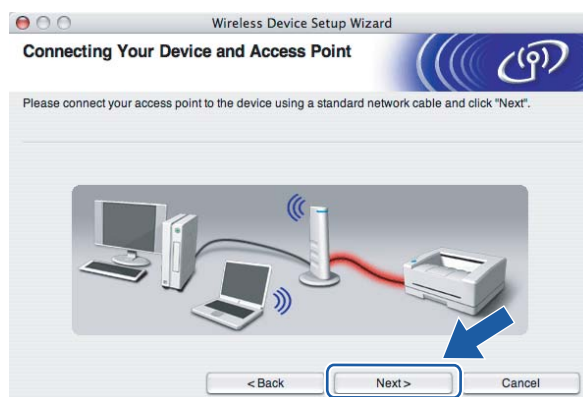 Wireless Device Setup Wizard
Connecting Your Device and Access Point
Please connect your access point to the device using a standard network cable and click "Next".
< Back Next > Cancel